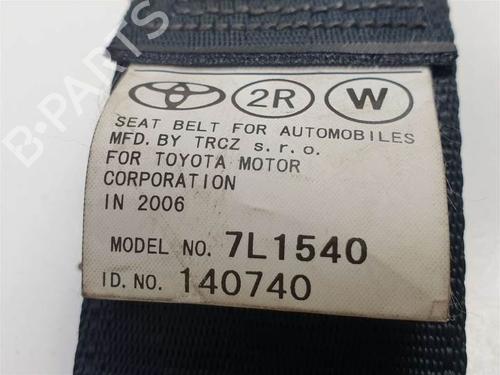 2R W
SEAT BELT FOR AUTOMOBILES
MFD. BY TRCZ s.r.o.
FOR TOYOTA MOTOR
CORPORATION
IN 2006
MODEL NO. 7L1540
ID. NO. 140740
B-PARTS